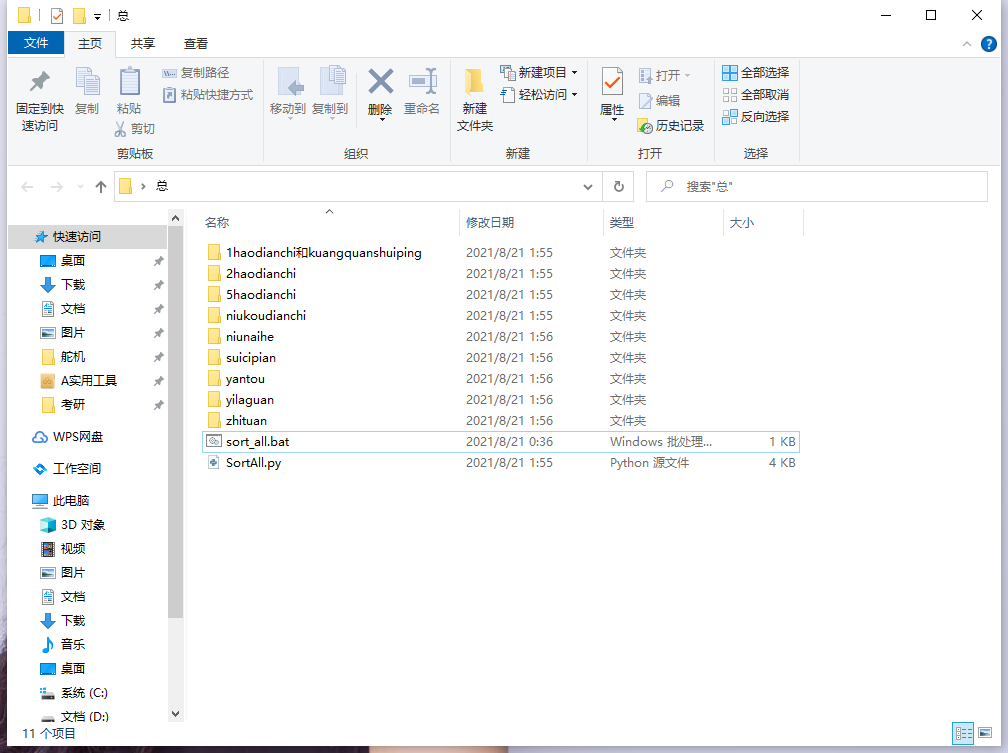 总
文件 主页 共享 查看
固定到快速访问 复制 粘贴 复制路径 粘贴快捷方式 剪切
移动到 复制到 删除 重命名
新建文件夹 新建项目 轻松访问
属性 打开 编辑 历史记录
全部选择 全部取消 反向选择
剪贴板 组织 新建 打开 选择
总 搜索"总"
名称 修改日期 类型 大小
快速访问
桌面
下载
文档
图片
舵机
A实用工具
考研
WPS网盘
工作空间
此电脑
3D 对象
视频
图片
文档
下载
音乐
桌面
系统 (C:)
文档 (D:)
1haodianchi和kuangquanshuiping 2021/8/21 1:55 文件夹
2haodianchi 2021/8/21 1:55 文件夹
5haodianchi 2021/8/21 1:55 文件夹
niukoudianchi 2021/8/21 1:55 文件夹
niunaihe 2021/8/21 1:56 文件夹
suicipian 2021/8/21 1:56 文件夹
yantou 2021/8/21 1:56 文件夹
yilaguan 2021/8/21 1:56 文件夹
zhituan 2021/8/21 1:56 文件夹
sort_all.bat 2021/8/21 0:36 Windows 批处理... 1 KB
SortAll.py 2021/8/21 1:55 Python 源文件 4 KB
11 个项目